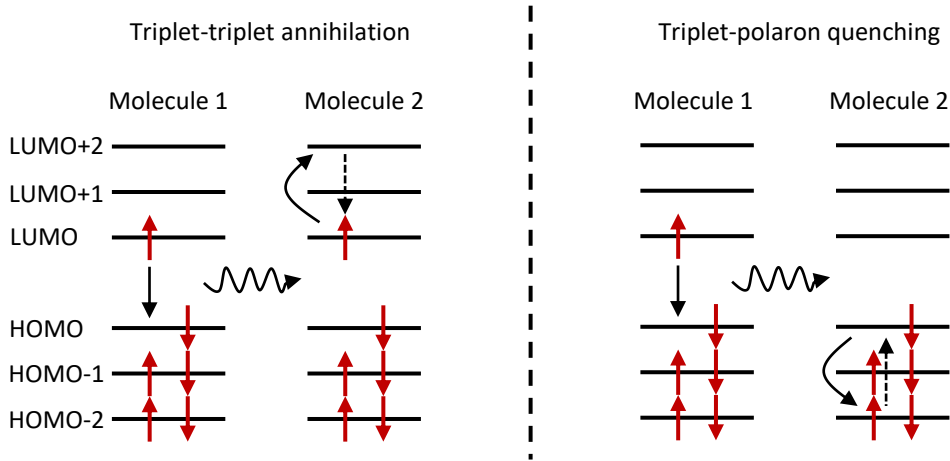 Triplet-triplet annihilation
Triplet-polaron quenching
Molecule 1
Molecule 2
Molecule 1
Molecule 2
LUMO+2
LUMO+1
LUMO
HOMO
HOMO-1
HOMO-2